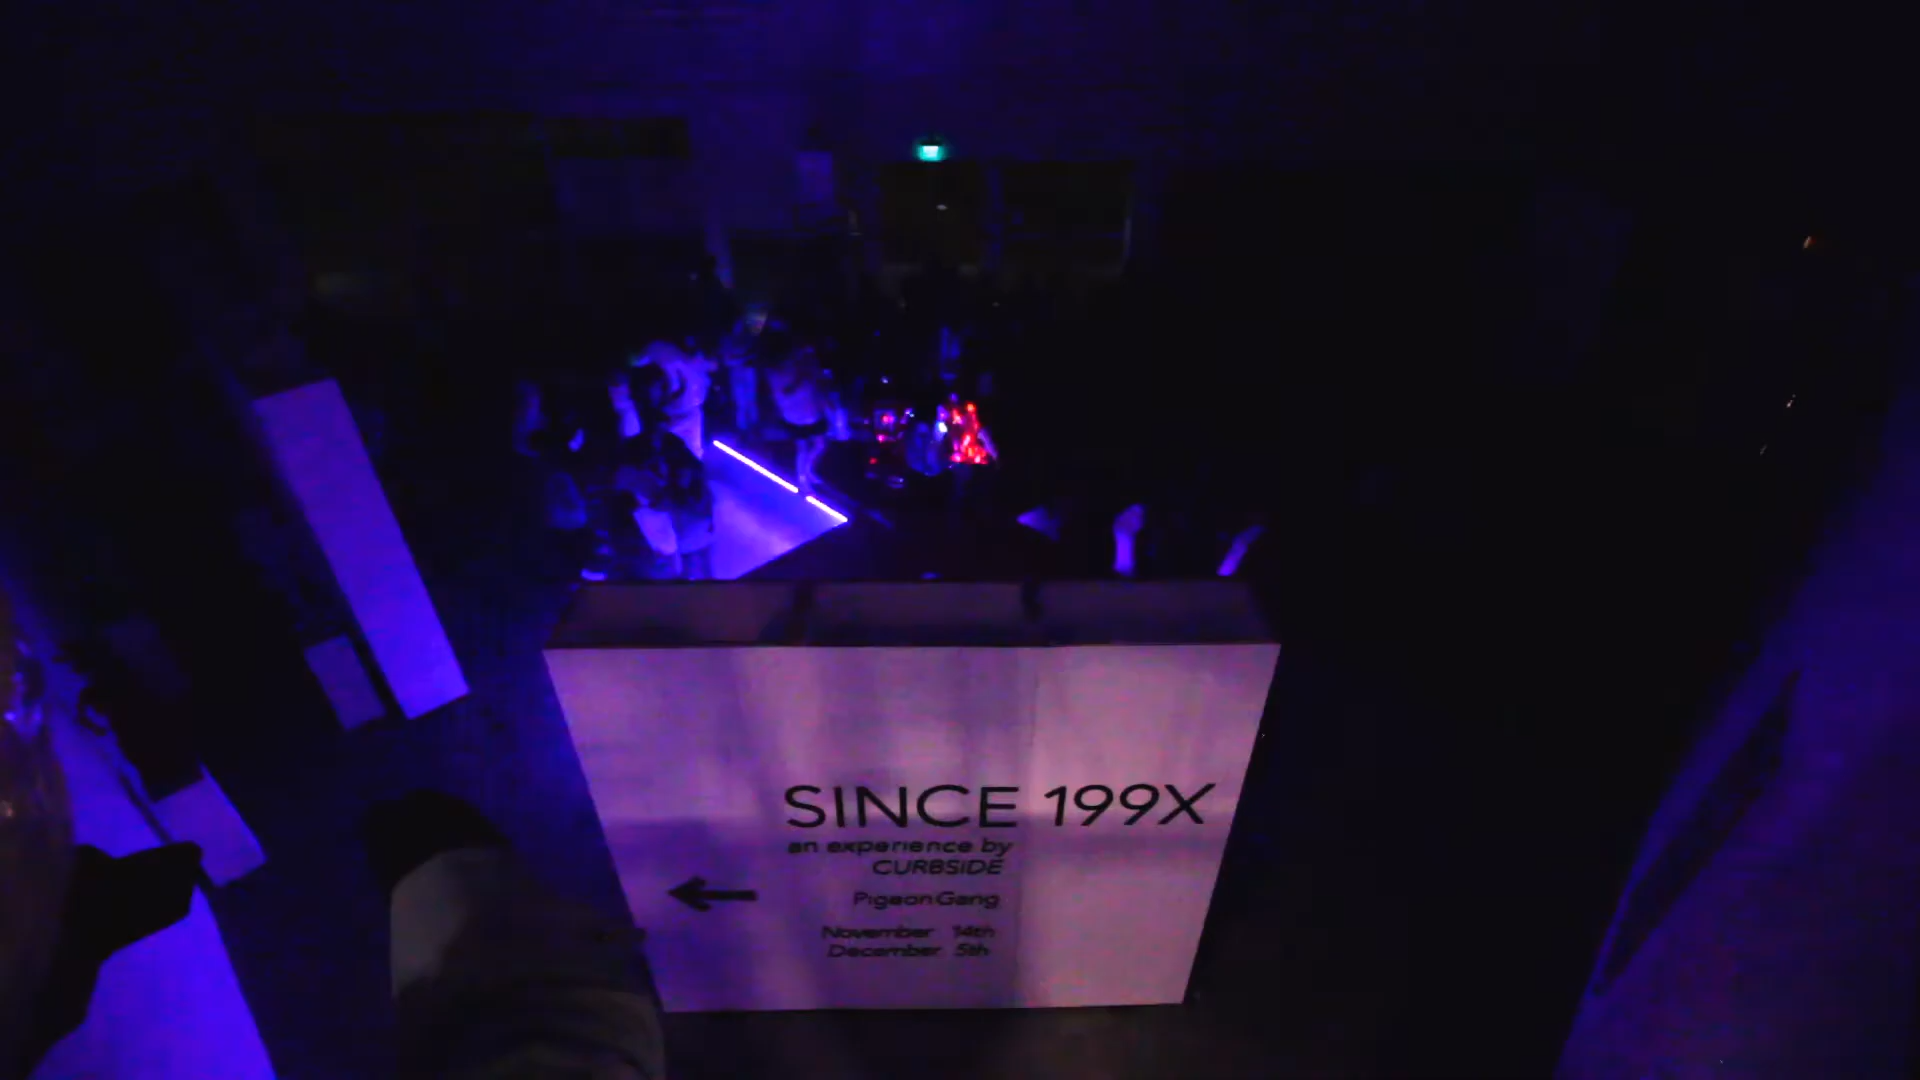 SINCE 199X
an experience by
CURBSIDE
PigeonGang
November 14th
December 5th